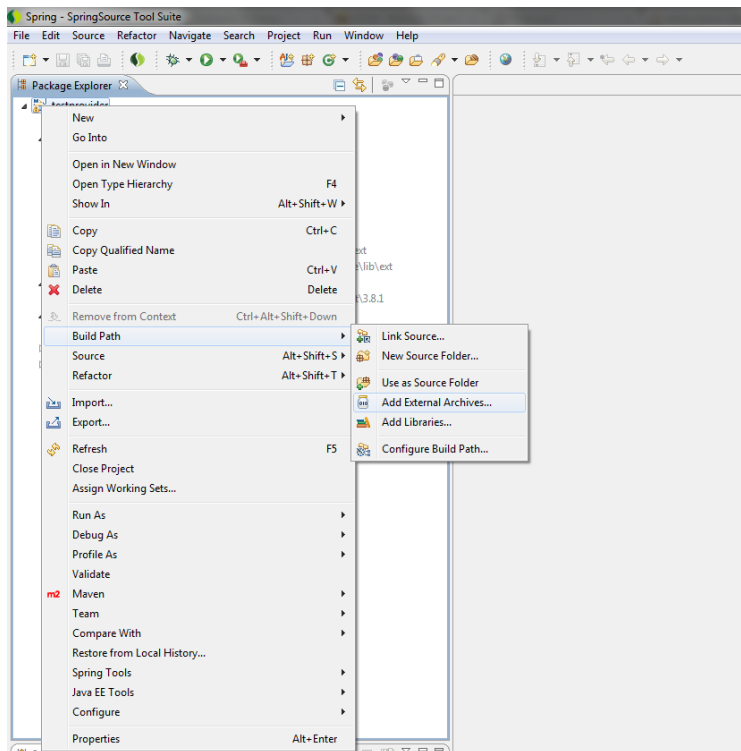 Spring - SpringSource Tool Suite
File Edit Source Refactor Navigate Search Project Run Window Help
Package Explorer
testprovider
New
Go Into
Open in New Window
Open Type Hierarchy F4
Show In Alt+Shift+W
Copy Ctrl+C
Copy Qualified Name
ext
Paste Ctrl+V
\lib\ext
Delete Delete
\3.8.1
Remove from Context Ctrl+Alt+Shift+Down
Build Path
Link Source...
Source Alt+Shift+S
New Source Folder...
Refactor Alt+Shift+T
Use as Source Folder
Import...
Add External Archives...
Export...
Add Libraries...
Refresh F5
Configure Build Path...
Close Project
Assign Working Sets...
Run As
Debug As
Profile As
Validate
m2 Maven
Team
Compare With
Restore from Local History...
Spring Tools
Java EE Tools
Configure
Properties Alt+Enter